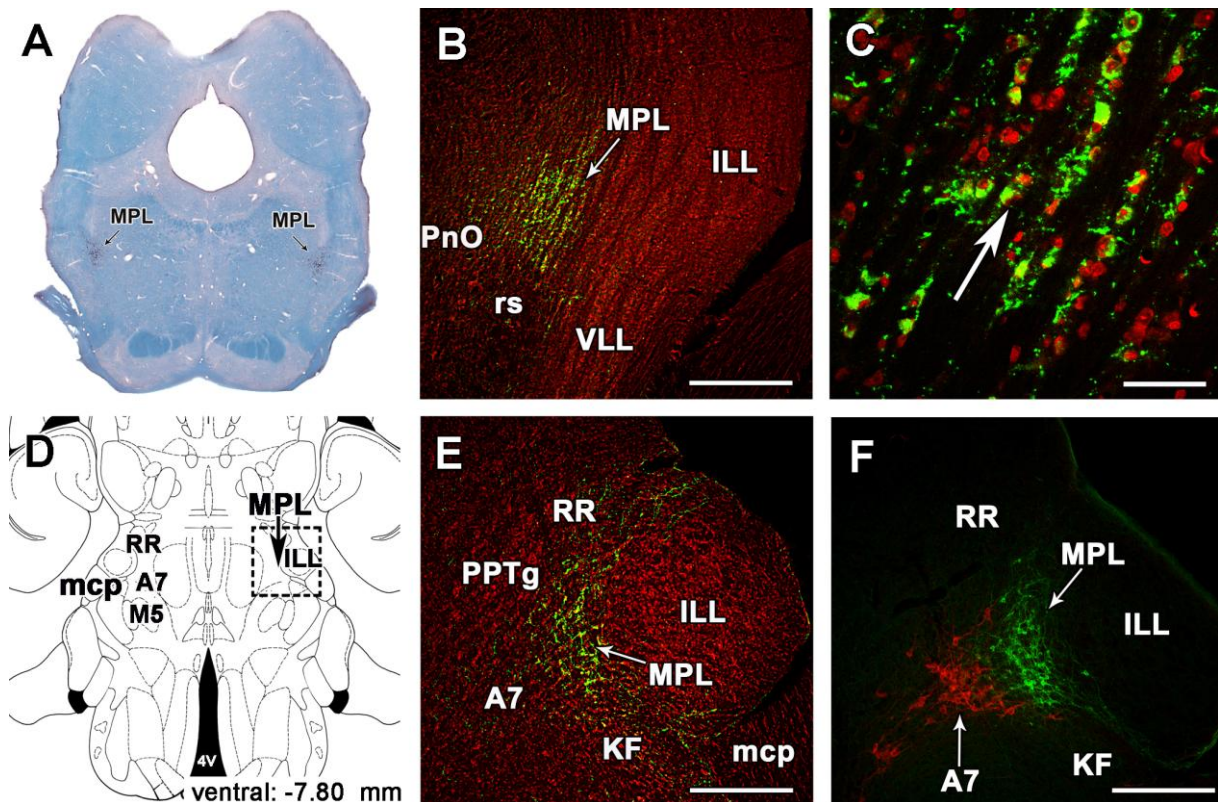 A
MPL
MPL
B
MPL
ILL
PnO
rs
VLL
C
D
MPL
RR
ILL
mcp
A7
M5
4V
ventral: -7.80 mm
E
RR
PPTg
ILL
MPL
A7
KF
mcp
F
RR
MPL
ILL
A7
KF